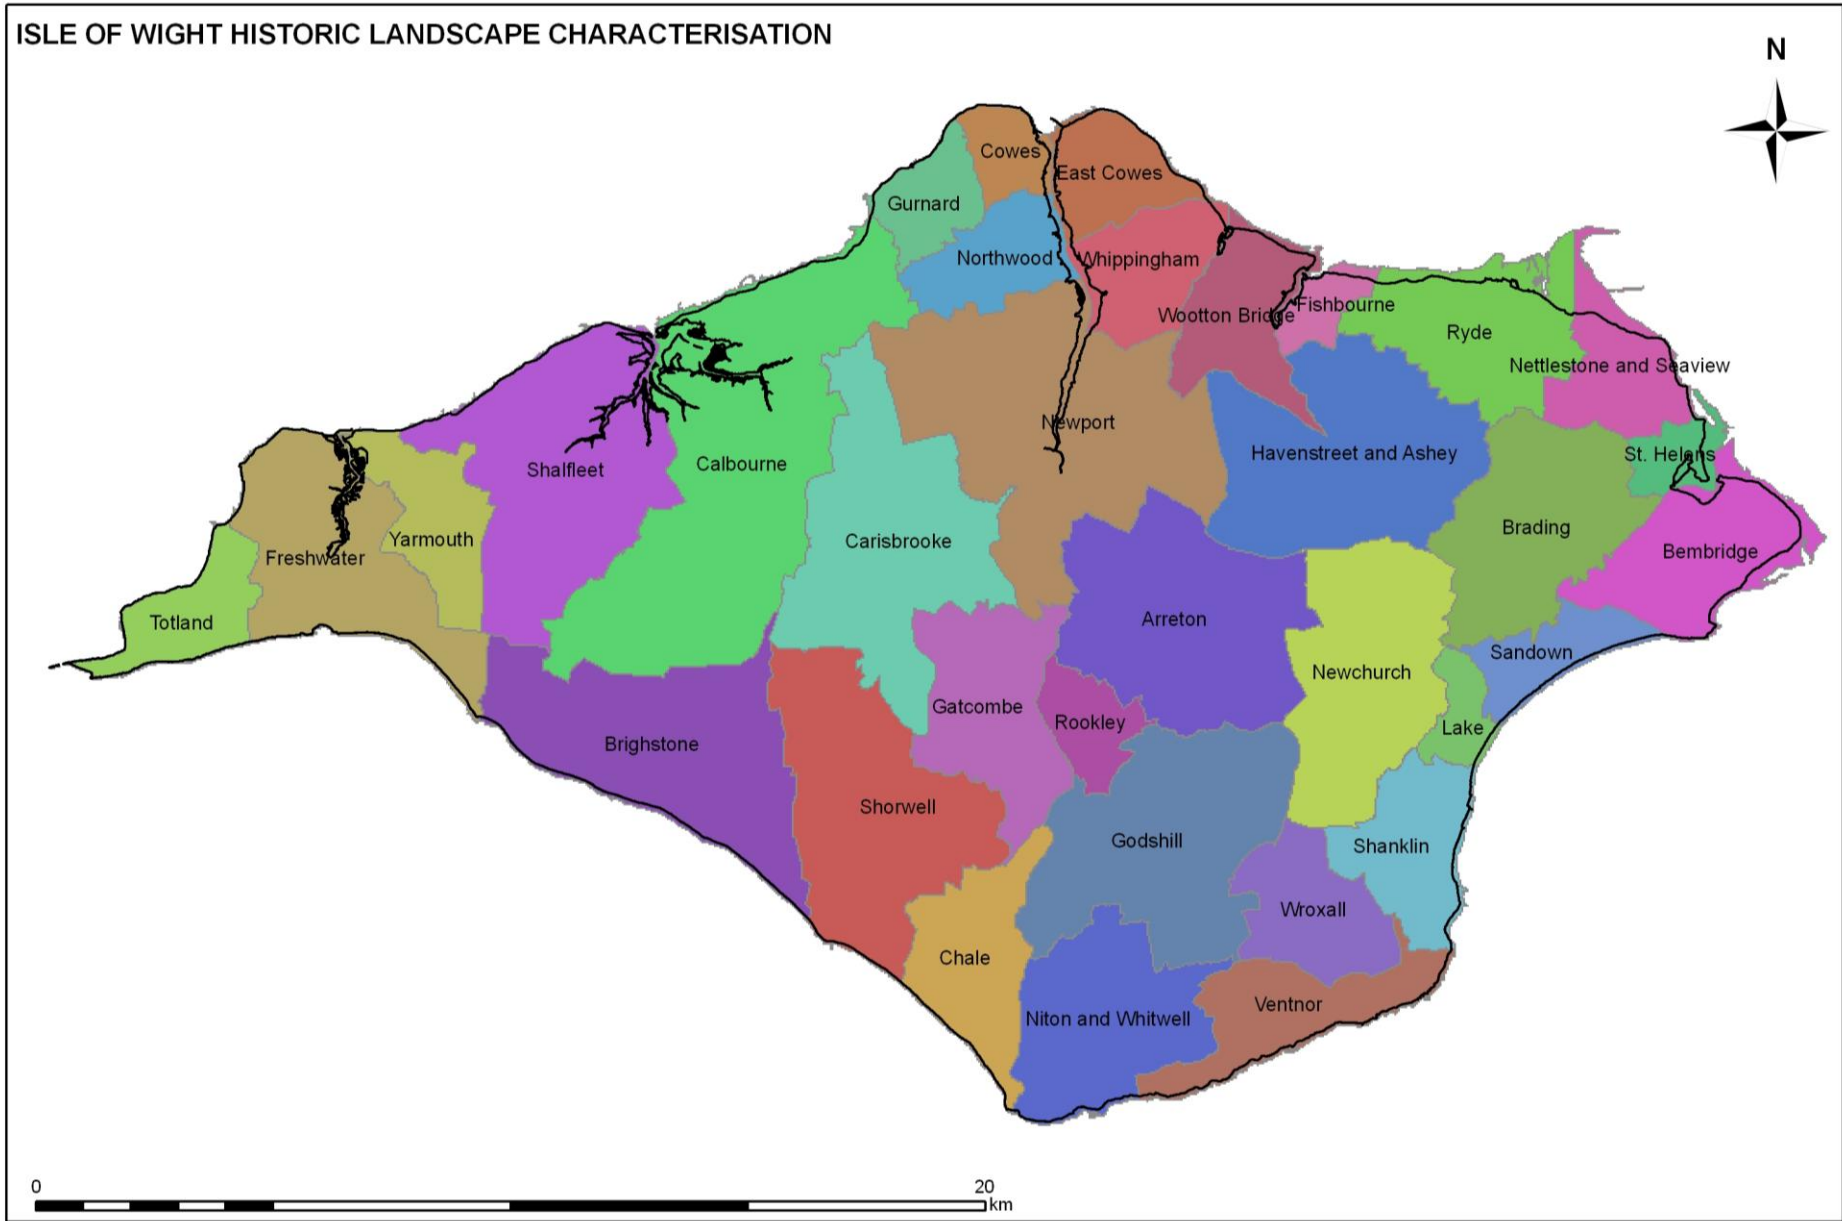 ISLE OF WIGHT HISTORIC LANDSCAPE CHARACTERISATION
N
Cowes
East Cowes
Gurnard
Northwood
Whippingham
Wootton Bridge
Fishbourne
Ryde
Nettlestone and Seaview
Newport
Havenstreet and Ashey
St. Helens
Shalfleet
Calbourne
Carisbrooke
Brading
Bembridge
Yarmouth
Freshwater
Totland
Arreton
Newchurch
Sandown
Gatcombe
Rookley
Lake
Brighstone
Shorwell
Godshill
Shanklin
Wroxall
Chale
Niton and Whitwell
Ventnor
0 20
km